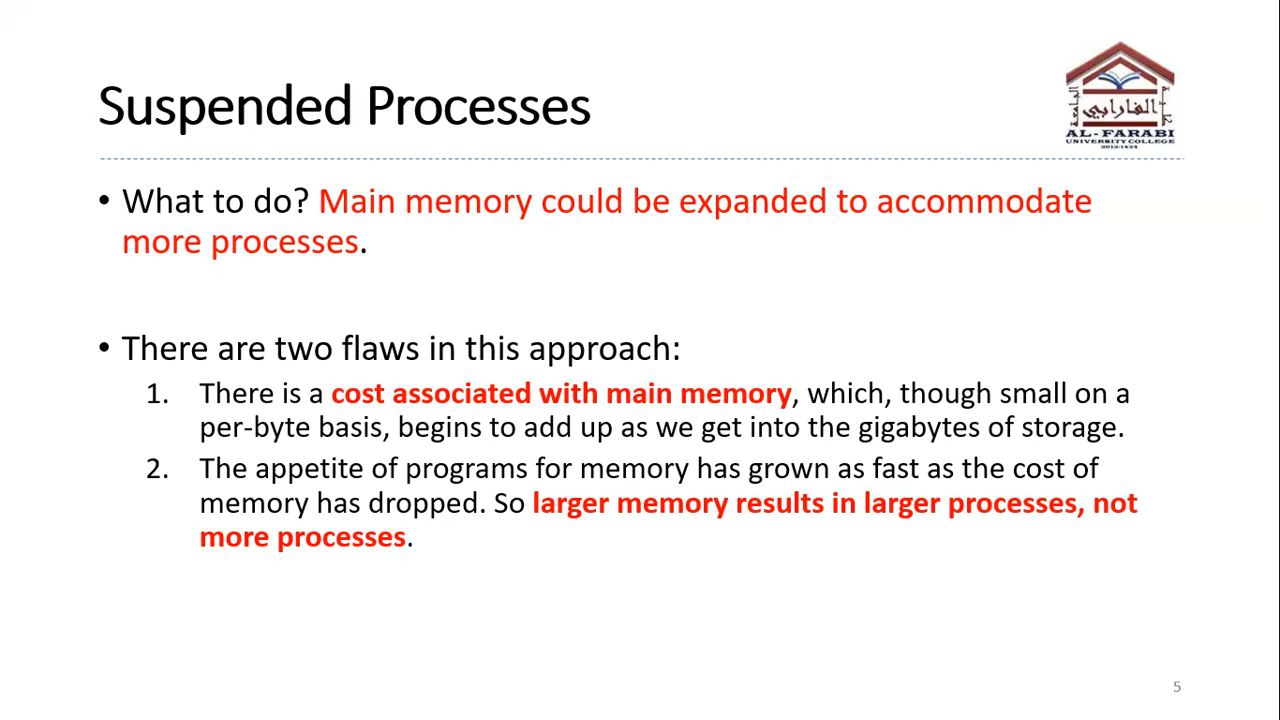 Suspended Processes
الفارابي
AL-FARABI
UNIVERSITY COLLEGE
• What to do? Main memory could be expanded to accommodate
more processes.
• There are two flaws in this approach:
1. There is a cost associated with main memory, which, though small on a
per-byte basis, begins to add up as we get into the gigabytes of storage.
2. The appetite of programs for memory has grown as fast as the cost of
memory has dropped. So larger memory results in larger processes, not
more processes.
5